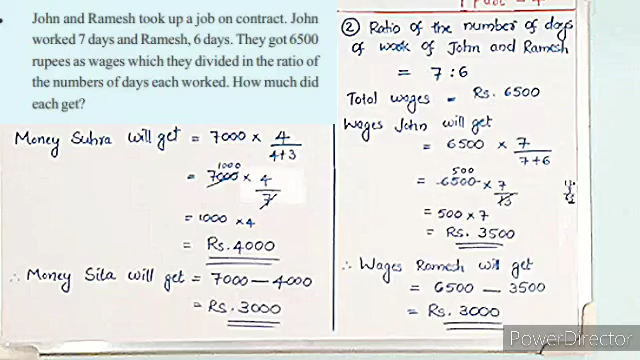 John and Ramesh took up a job on contract. John
worked 7 days and Ramesh, 6 days. They got 6500
rupees as wages which they divided in the ratio of
the numbers of days each worked. How much did
each get?
Money Suhra will get = 7000 × 4/4+3
1000
= 7000 × 4/7
= 1000 × 4
= Rs. 4000
∴ Money Sita will get = 7000 — 4000
= Rs. 3000
② Ratio of the number of days
of work of John and Ramesh
= 7:6
Total wages = Rs. 6500
Wages John will get
= 6500 × 7/7+6
500
= 6500 × 7/13
= 500 × 7
= Rs. 3500
∴ Wages Ramesh will get
= 6500 — 3500
= Rs. 3000
PowerDirector